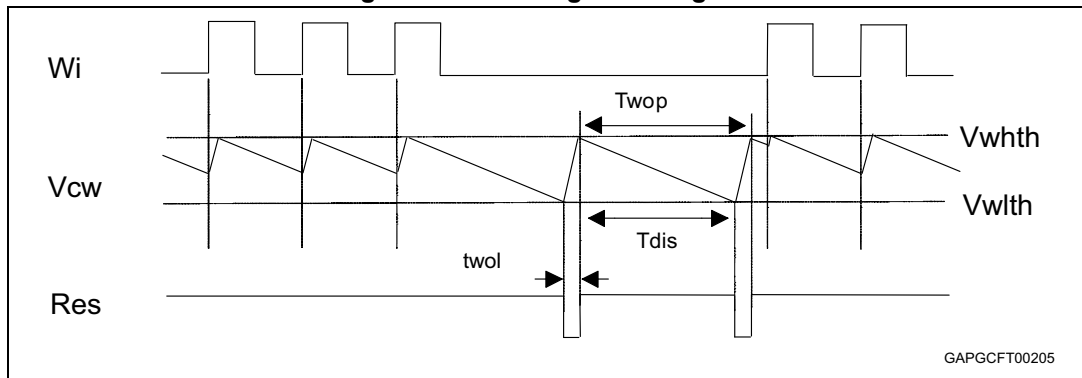 Wi
Twop
Vwhth
Vcw
Vwlth
Tdis
twol
Res
GAPGCFT00205